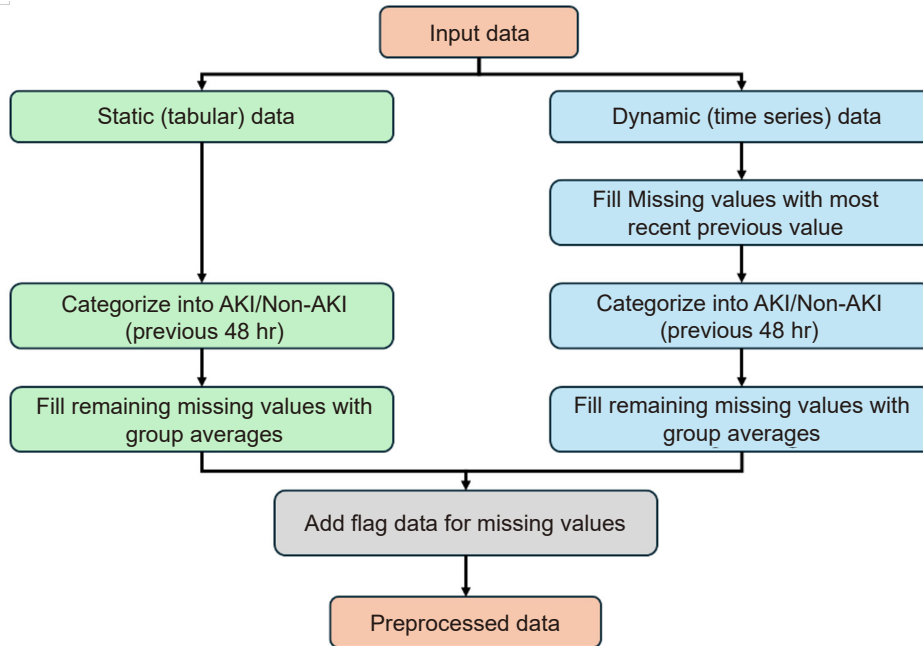 Input data
Static (tabular) data
Dynamic (time series) data
Fill Missing values with most
recent previous value
Categorize into AKI/Non-AKI
(previous 48 hr)
Categorize into AKI/Non-AKI
(previous 48 hr)
Fill remaining missing values with
group averages
Fill remaining missing values with
group averages
Add flag data for missing values
Preprocessed data